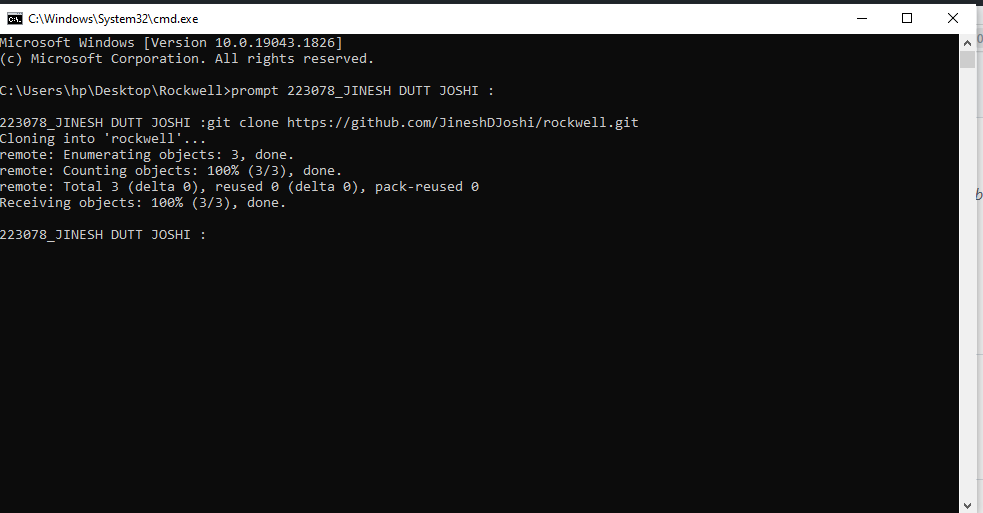 C:\Windows\System32\cmd.exe
Microsoft Windows [Version 10.0.19043.1826]
(c) Microsoft Corporation. All rights reserved.
C:\Users\hp\Desktop\Rockwell>prompt 223078_JINESH DUTT JOSHI :
223078_JINESH DUTT JOSHI :git clone https://github.com/JineshDJoshi/rockwell.git
Cloning into 'rockwell'...
remote: Enumerating objects: 3, done.
remote: Counting objects: 100% (3/3), done.
remote: Total 3 (delta 0), reused 0 (delta 0), pack-reused 0
Receiving objects: 100% (3/3), done.
223078_JINESH DUTT JOSHI :